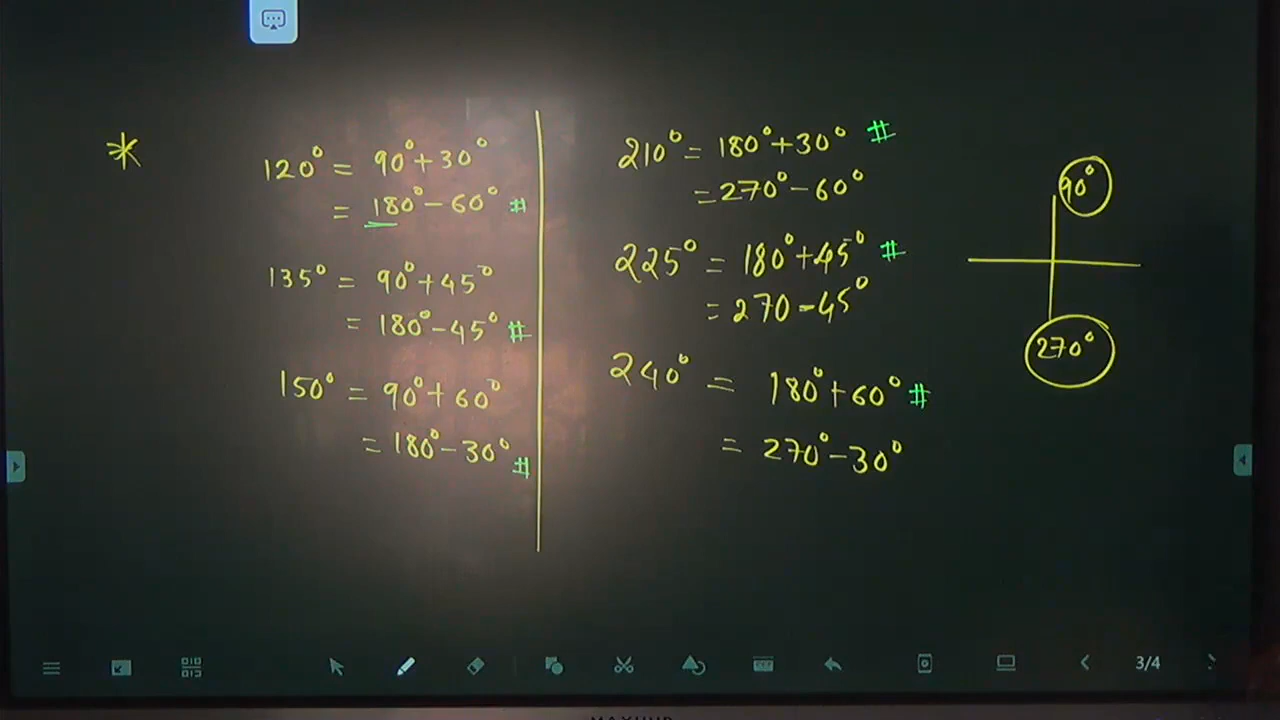 *
120° = 90° + 30°
= 180° - 60° #
135° = 90° + 45°
= 180° - 45° #
150° = 90° + 60°
= 180° - 30° #
210° = 180° + 30° #
= 270° - 60°
225° = 180° + 45° #
= 270 - 45°
240° = 180° + 60° #
= 270° - 30°
90°
270°
3/4